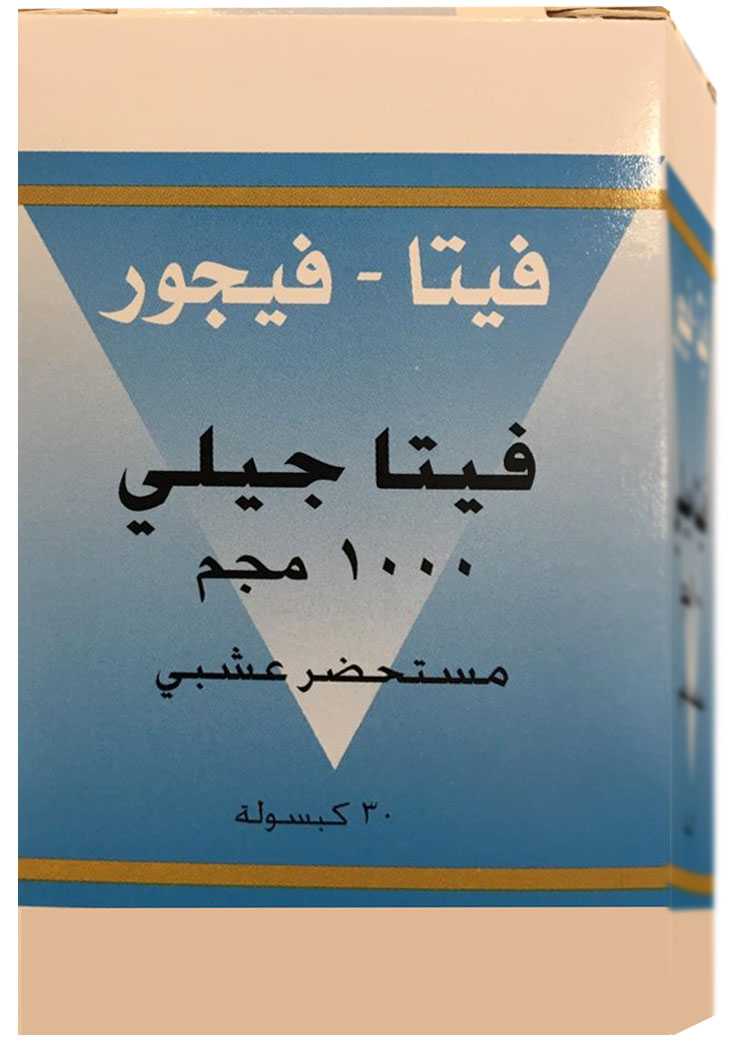 فيتا - فيجور
فيتا جيلي
١٠٠٠ مجم
مستحضر عشبي
٣٠ كبسولة